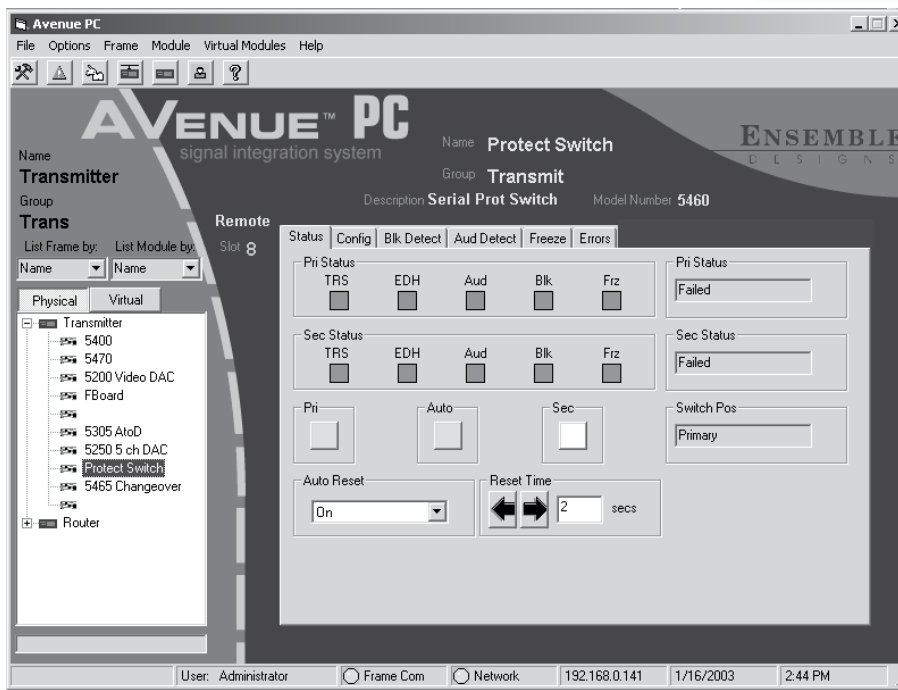 Avenue PC
File Options Frame Module Virtual Modules Help
AVENUE™ PC
signal integration system
ENSEMBLE
DESIGNS
Name
Transmitter
Group
Trans
List Frame by: List Module by:
Name Name
Physical Virtual
Transmitter
5400
5470
5200 Video DAC
FBoard
5305 AtoD
5250 5 ch DAC
Protect Switch
5465 Changeover
Router
Name Protect Switch
Group Transmit
Description Serial Prot Switch Model Number 5460
Remote
Slot 8
Status Config Blk Detect Aud Detect Freeze Errors
Pri Status
TRS EDH Aud Blk Frz
Pri Status
Failed
Sec Status
TRS EDH Aud Blk Frz
Sec Status
Failed
Pri Auto Sec
Switch Pos
Primary
Auto Reset
On
Reset Time
2 secs
User: Administrator Frame Com Network 192.168.0.141 1/16/2003 2:44 PM